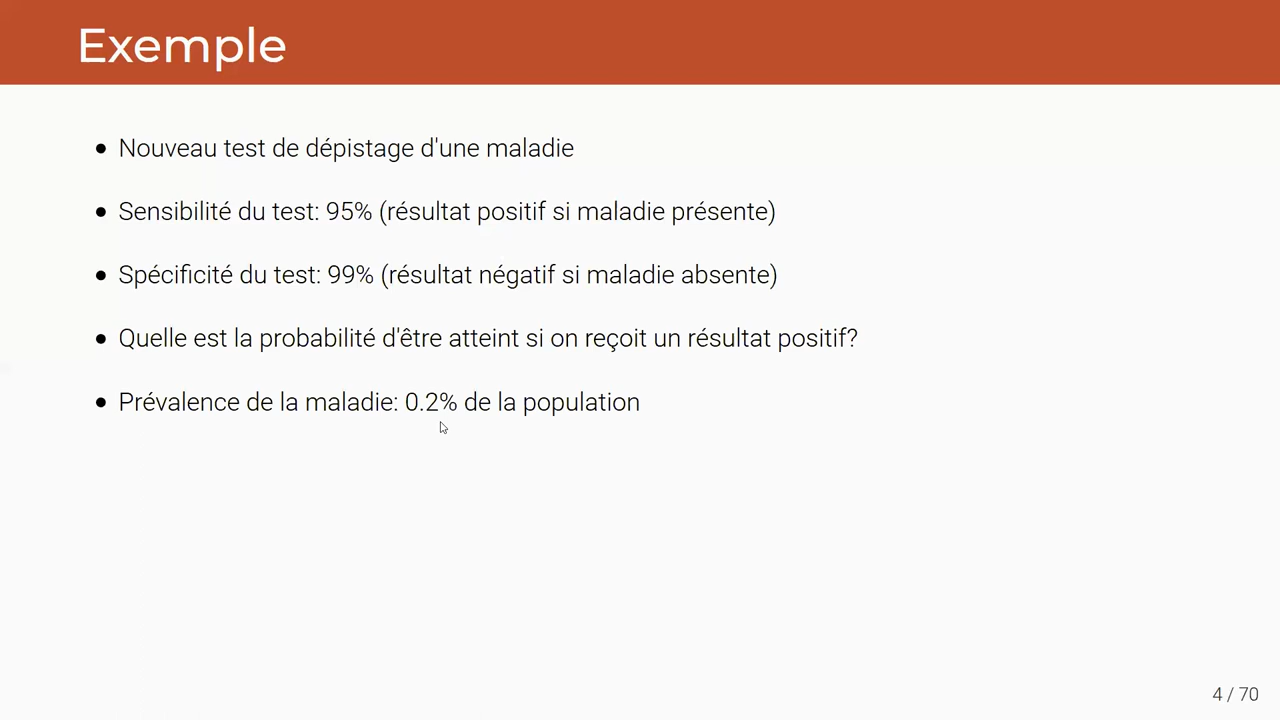 Exemple
Nouveau test de dépistage d'une maladie
Sensibilité du test: 95% (résultat positif si maladie présente)
Spécificité du test: 99% (résultat négatif si maladie absente)
Quelle est la probabilité d'être atteint si on reçoit un résultat positif?
Prévalence de la maladie: 0.2% de la population
4 / 70